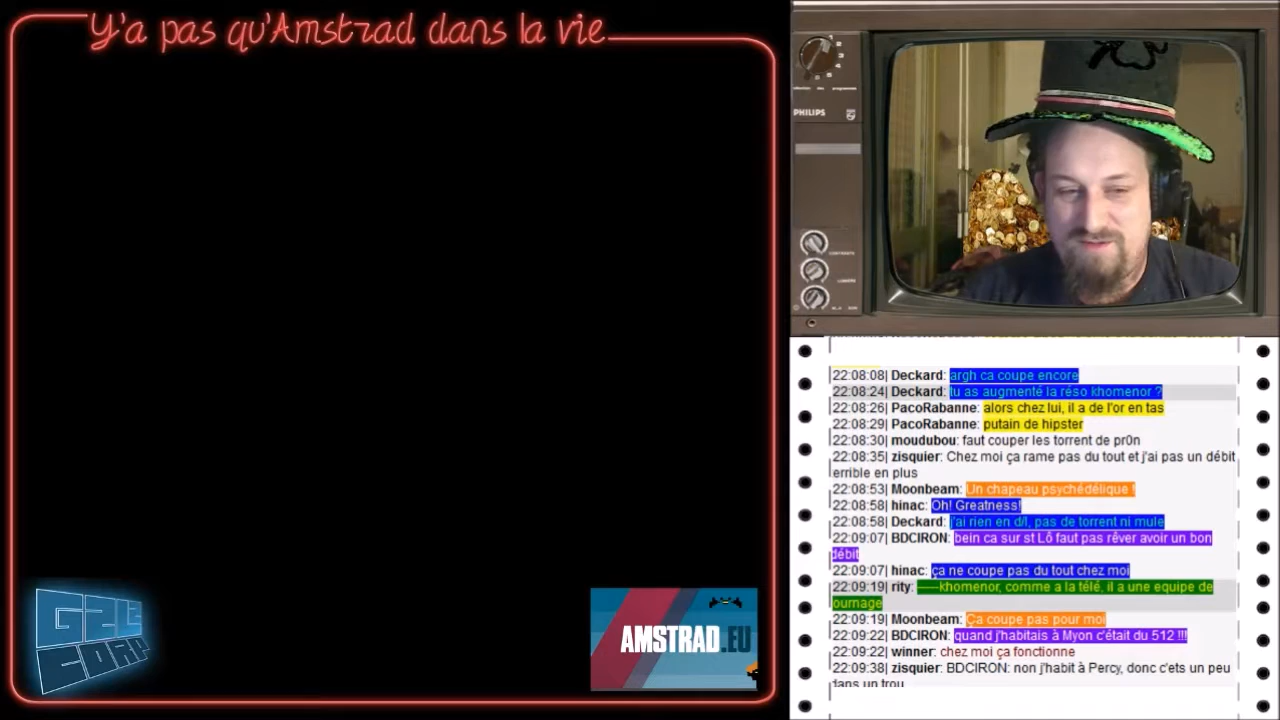 Y'a pas qu'Amstrad dans la vie
PHILIPS
22:08:08| Deckard: argh ca coupe encore
22:08:24| Deckard: tu as augmenté la réso khomenor ?
22:08:26| PacoRabanne: alors chez lui, il a de l'or en tas
22:08:29| PacoRabanne: putain de hipster
22:08:30| moudubou: faut couper les torrent de pr0n
22:08:35| zisquier: Chez moi ça rame pas du tout et j'ai pas un débit
errible en plus
22:08:53| Moonbeam: Un chapeau psychédélique !
22:08:58| hinac: Oh! Greatness!
22:08:58| Deckard: j'ai rien en d/l, pas de torrent ni mule
22:09:07| BDCIRON: bein ca sur st Lô faut pas rêver avoir un bon
débit
22:09:07| hinac: ça ne coupe pas du tout chez moi
22:09:19| rity: -----khomenor, comme a la télé, il a une equipe de
ournage
22:09:19| Moonbeam: Ça coupe pas pour moi
22:09:22| BDCIRON: quand j'habitais à Myon c'était du 512 !!!
22:09:22| winner: chez moi ça fonctionne
22:09:38| zisquier: BDCIRON: non j'habit à Percy, donc c'ets un peu
dans un trou
CORP
AMSTRAD.EU